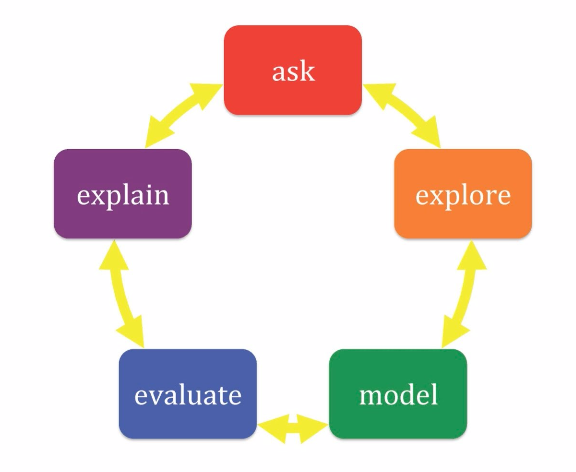 ask
explore
model
evaluate
explain